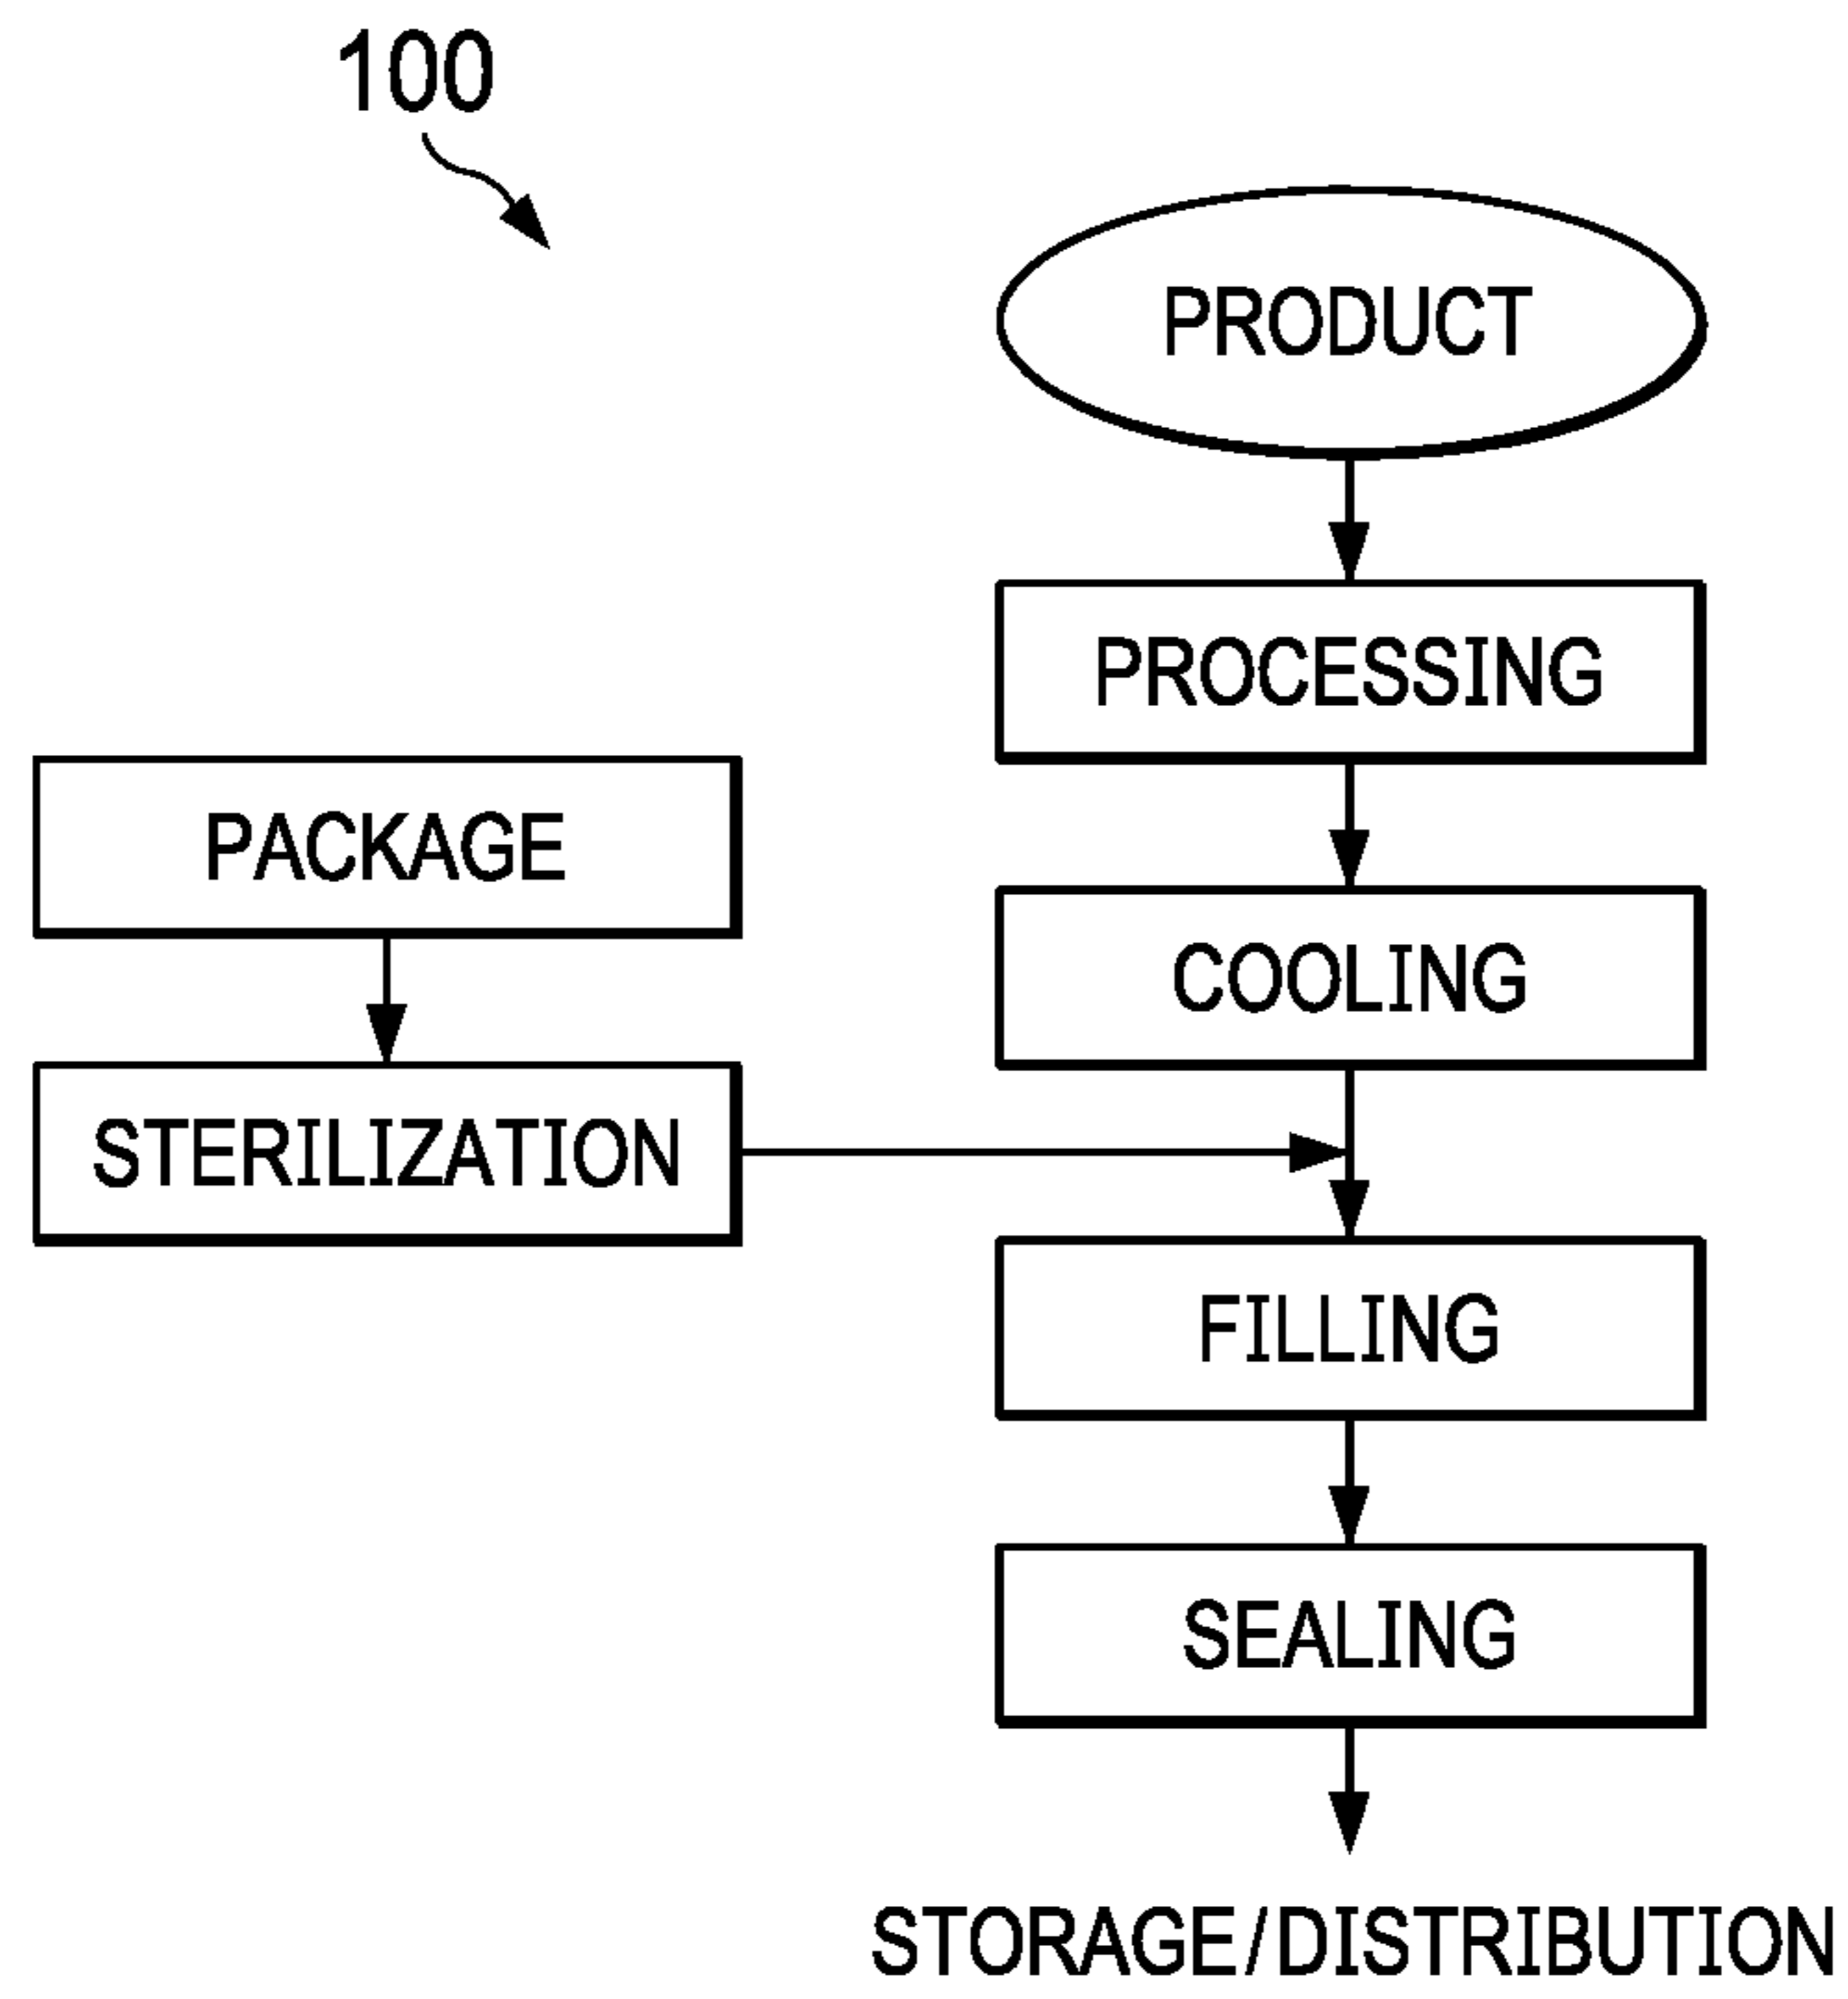 100
PRODUCT
PROCESSING
PACKAGE
COOLING
STERILIZATION
FILLING
SEALING
STORAGE/DISTRIBUTION